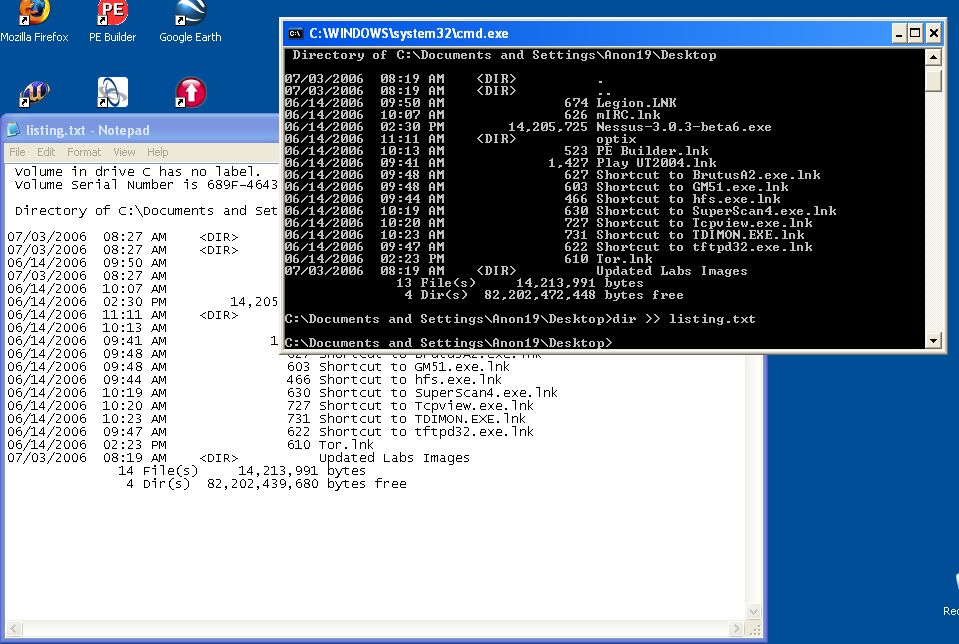 Mozilla Firefox
PE Builder
Google Earth
PE
C:\WINDOWS\system32\cmd.exe
Directory of C:\Documents and Settings\Anon19\Desktop
07/03/2006 08:19 AM <DIR> .
07/03/2006 08:19 AM <DIR> ..
06/14/2006 09:50 AM 674 Legion.LNK
06/14/2006 10:07 AM 626 mIRC.lnk
06/14/2006 02:30 PM 14,205,725 Nessus-3.0.3-beta6.exe
06/14/2006 11:11 AM <DIR> optix
06/14/2006 10:13 AM 523 PE Builder.lnk
06/14/2006 09:41 AM 1,427 Play UT2004.lnk
06/14/2006 09:48 AM 627 Shortcut to BrutusA2.exe.lnk
06/14/2006 09:48 AM 603 Shortcut to GM51.exe.lnk
06/14/2006 09:44 AM 466 Shortcut to hfs.exe.lnk
06/14/2006 10:19 AM 630 Shortcut to SuperScan4.exe.lnk
06/14/2006 10:20 AM 727 Shortcut to Tcpview.exe.lnk
06/14/2006 10:23 AM 731 Shortcut to TDIMON.EXE.lnk
06/14/2006 09:47 AM 622 Shortcut to tftpd32.exe.lnk
06/14/2006 02:23 PM 610 Tor.lnk
07/03/2006 08:19 AM <DIR> Updated Labs Images
13 File(s) 14,213,991 bytes
4 Dir(s) 82,202,472,448 bytes free
C:\Documents and Settings\Anon19\Desktop>dir >> listing.txt
C:\Documents and Settings\Anon19\Desktop>
listing.txt - Notepad
File Edit Format View Help
Volume in drive C has no label.
Volume Serial Number is 689F-4643
Directory of C:\Documents and Set
07/03/2006 08:27 AM <DIR>
07/03/2006 08:27 AM <DIR>
06/14/2006 09:50 AM
07/03/2006 08:27 AM
06/14/2006 10:07 AM
06/14/2006 02:30 PM 14,205
06/14/2006 11:11 AM <DIR>
06/14/2006 10:13 AM
06/14/2006 09:41 AM 1
06/14/2006 09:48 AM 627 Shortcut to BrutusA2.exe.lnk
06/14/2006 09:48 AM 603 Shortcut to GM51.exe.lnk
06/14/2006 09:44 AM 466 Shortcut to hfs.exe.lnk
06/14/2006 10:19 AM 630 Shortcut to SuperScan4.exe.lnk
06/14/2006 10:20 AM 727 Shortcut to Tcpview.exe.lnk
06/14/2006 10:23 AM 731 Shortcut to TDIMON.EXE.lnk
06/14/2006 09:47 AM 622 Shortcut to tftpd32.exe.lnk
06/14/2006 02:23 PM 610 Tor.lnk
07/03/2006 08:19 AM <DIR> Updated Labs Images
14 File(s) 14,213,991 bytes
4 Dir(s) 82,202,439,680 bytes free
Rec